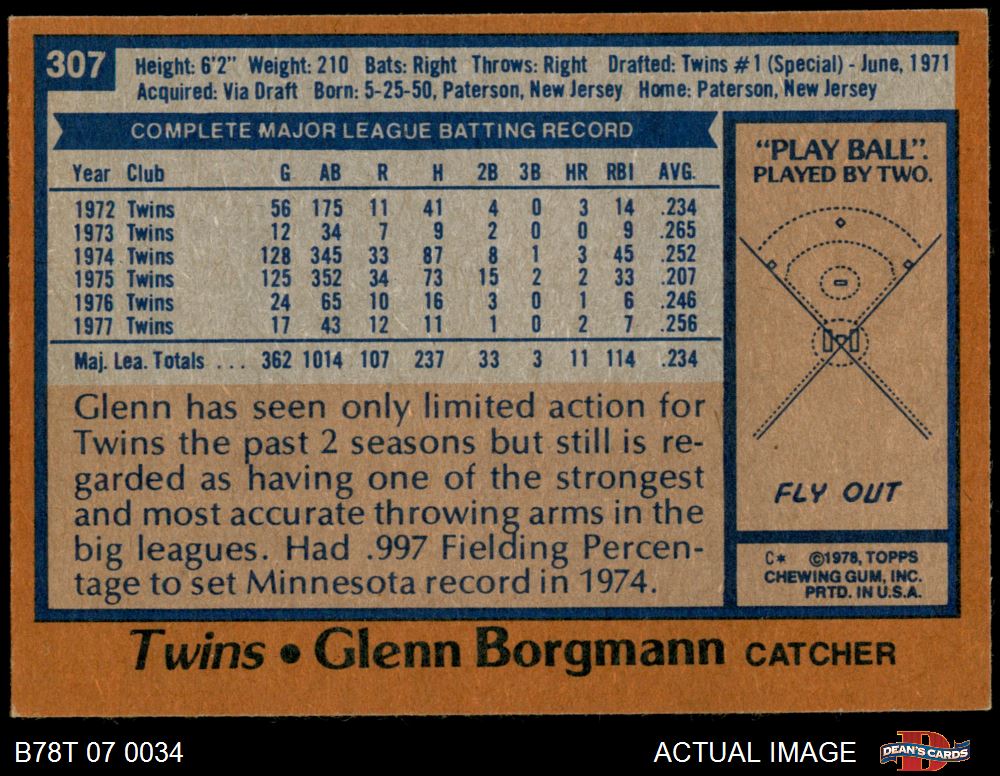 307
Height: 6'2" Weight: 210 Bats: Right Throws: Right Drafted: Twins #1 (Special) - June, 1971
Acquired: Via Draft Born: 5-25-50, Paterson, New Jersey Home: Paterson, New Jersey
COMPLETE MAJOR LEAGUE BATTING RECORD
Year Club G AB R H 2B 3B HR RBI AVG.
1972 Twins 56 175 11 41 4 0 3 14 .234
1973 Twins 12 34 7 9 2 0 0 9 .265
1974 Twins 128 345 33 87 8 1 3 45 .252
1975 Twins 125 352 34 73 15 2 2 33 .207
1976 Twins 24 65 10 16 3 0 1 6 .246
1977 Twins 17 43 12 11 1 0 2 7 .256
Maj. Lea. Totals ... 362 1014 107 237 33 3 11 114 .234
Glenn has seen only limited action for
Twins the past 2 seasons but still is re-
garded as having one of the strongest
and most accurate throwing arms in the
big leagues. Had .997 Fielding Percen-
tage to set Minnesota record in 1974.
"PLAY BALL".
PLAYED BY TWO.
FLY OUT
C* ©1978, TOPPS
CHEWING GUM, INC.
PRTD. IN U.S.A.
Twins • Glenn Borgmann CATCHER
B78T 07 0034
ACTUAL IMAGE
D
DEAN'S CARDS